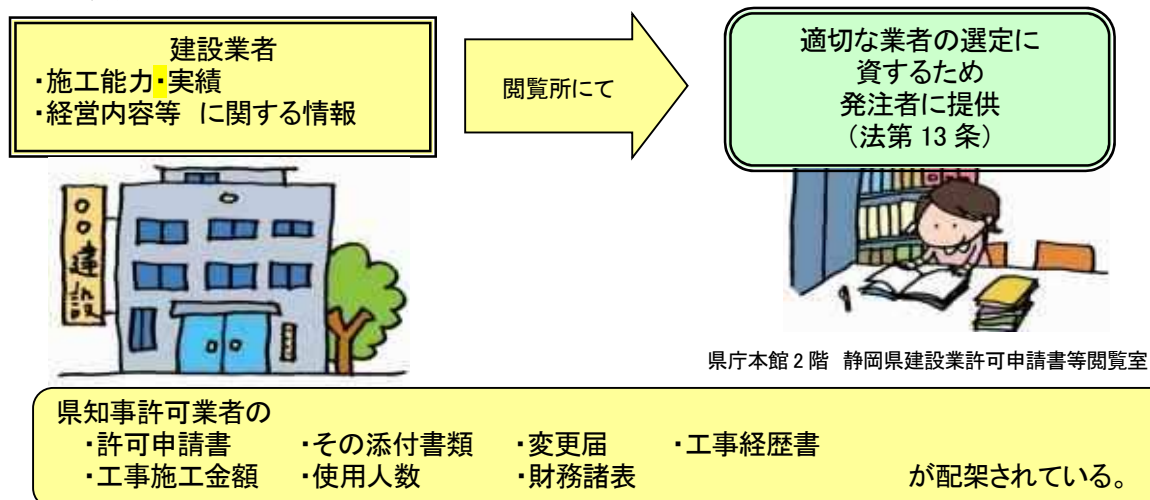 建設業者
・施工能力・実績
・経営内容等 に関する情報
閲覧所にて
適切な業者の選定に
資するため
発注者に提供
(法第 13 条)
○○建設
県庁本館2階 静岡県建設業許可申請書等閲覧室
県知事許可業者の
・許可申請書 ・その添付書類 ・変更届 ・工事経歴書
・工事施工金額 ・使用人数 ・財務諸表 が配架されている。